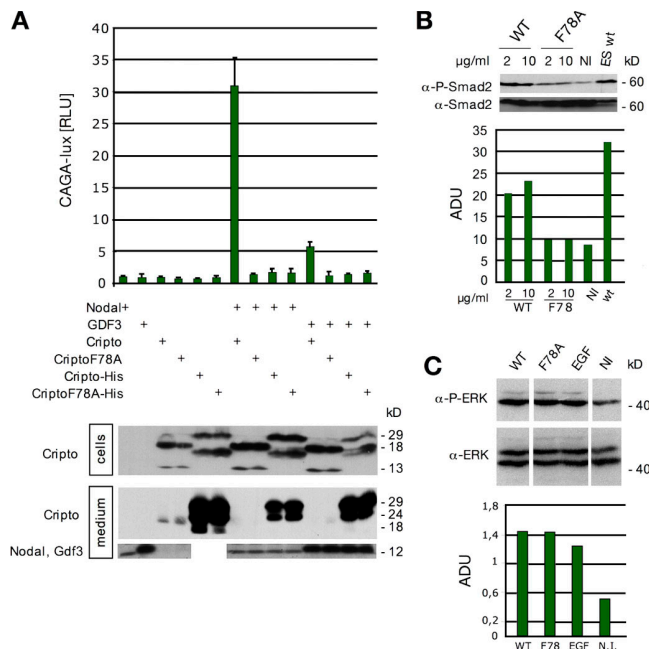 A
CAGA-lux [RLU]
40
35
30
25
20
15
10
5
0
Nodal + + + + +
GDF3 + + + + +
Cripto + + +
CriptoF78A + + +
Cripto-His + + +
CriptoF78A-His + + +
kD
Cripto cells - 29
- 18
- 13
Cripto medium - 29
- 24
- 18
Nodal, Gdf3 - 12
B
WT F78A
µg/ml 2 10 2 10 NI ES wt kD
α-P-Smad2 - 60
α-Smad2 - 60
ADU
35
30
25
20
15
10
5
0
µg/ml 2 10 2 10 NI wt
WT F78
C
WT F78A EGF NI kD
α-P-ERK - 40
α-ERK - 40
ADU
1,8
1,4
1
0,6
0,2
0
WT F78 EGF N.I.